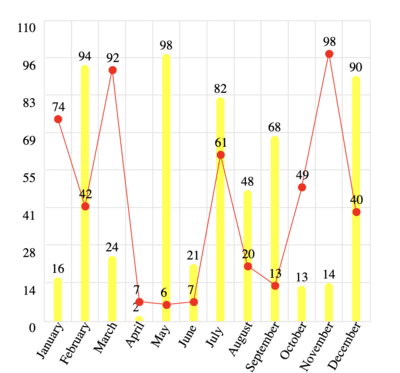 110
96
83
69
55
41
28
14
0
74
94
92
98
82
98
90
16
42
24
7
2
6
21
7
61
48
20
68
13
49
13
14
40
January
February
March
April
May
June
July
August
September
October
November
December